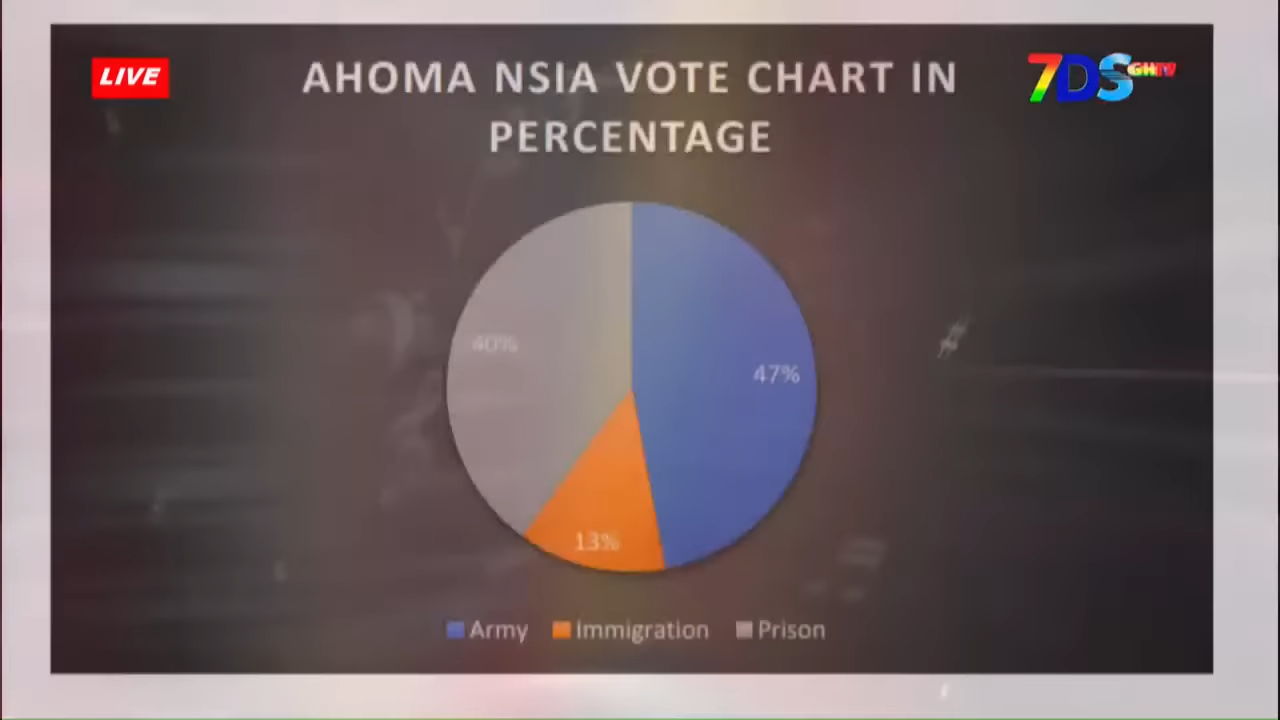 LIVE
AHOMA NSIA VOTE CHART IN
PERCENTAGE
7DS GHTV
40%
47%
13%
Army Immigration Prison